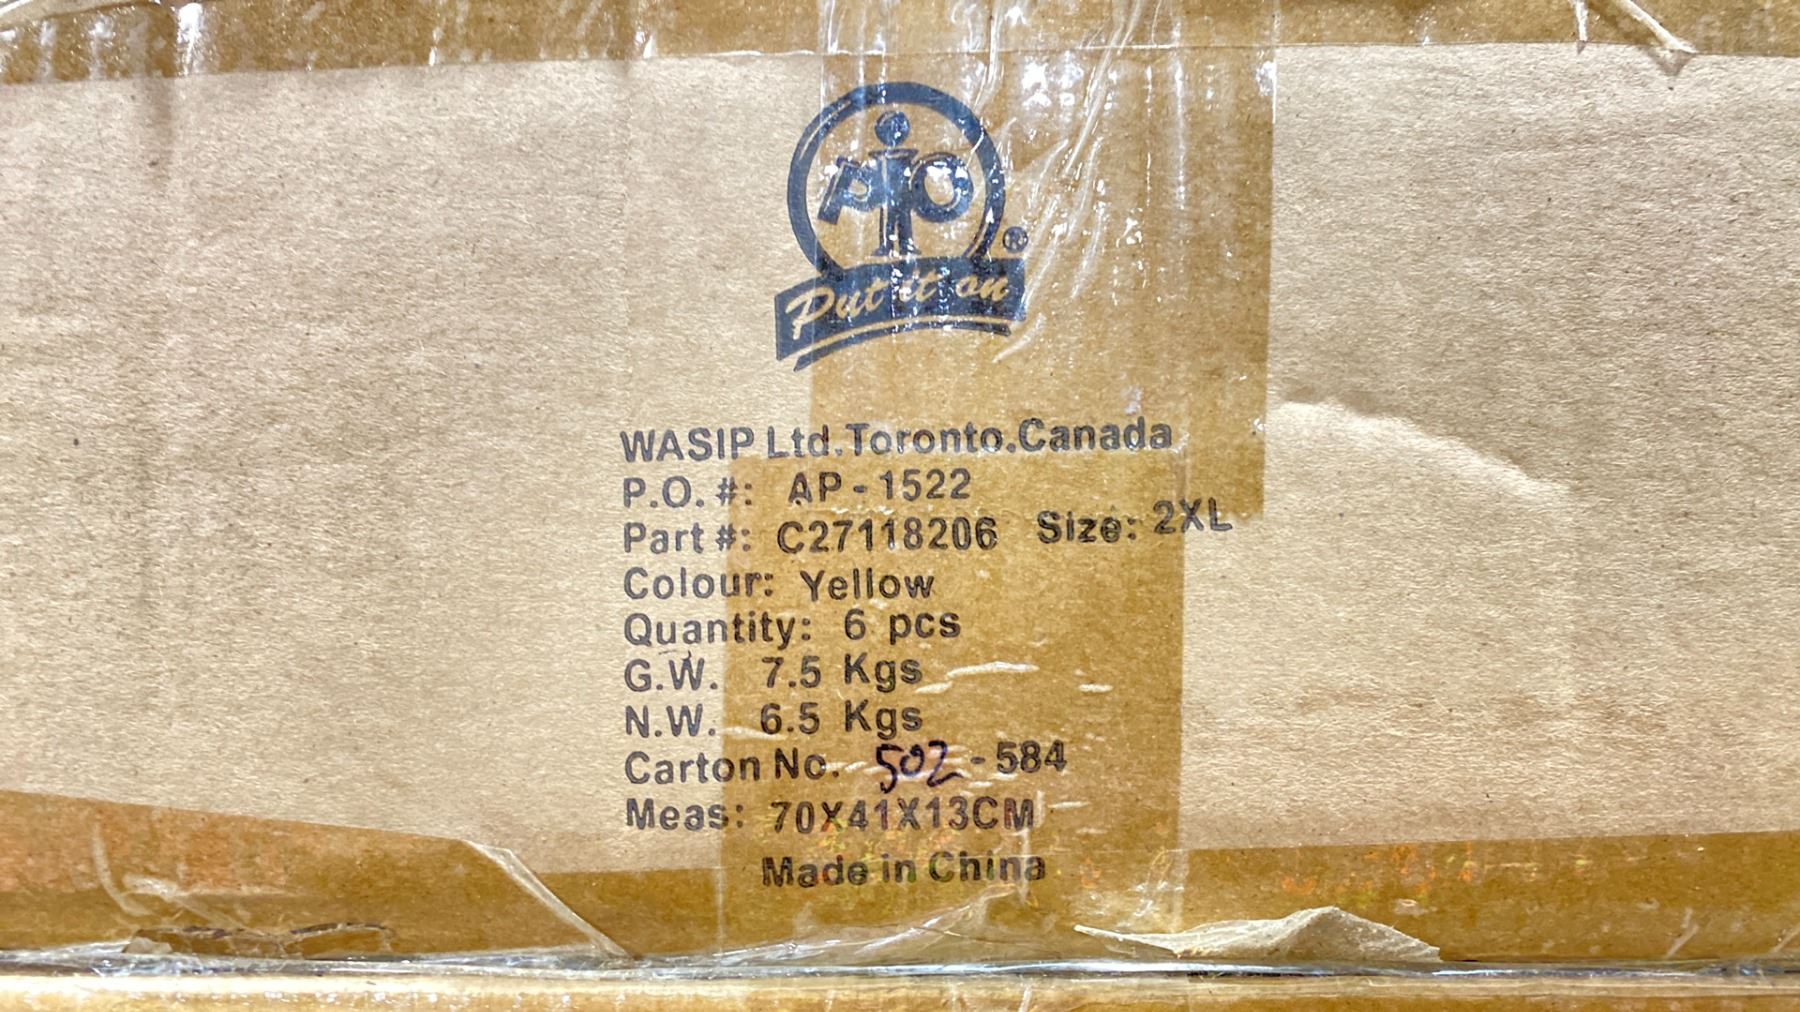 PiO
®
Put it on
WASIP Ltd.Toronto.Canada
P.O.#: AP-1522
Part #: C27118206 Size: 2XL
Colour: Yellow
Quantity: 6 pcs
G.W. 7.5 Kgs
N.W. 6.5 Kgs
Carton No. 502-584
Meas: 70X41X13CM
Made in China